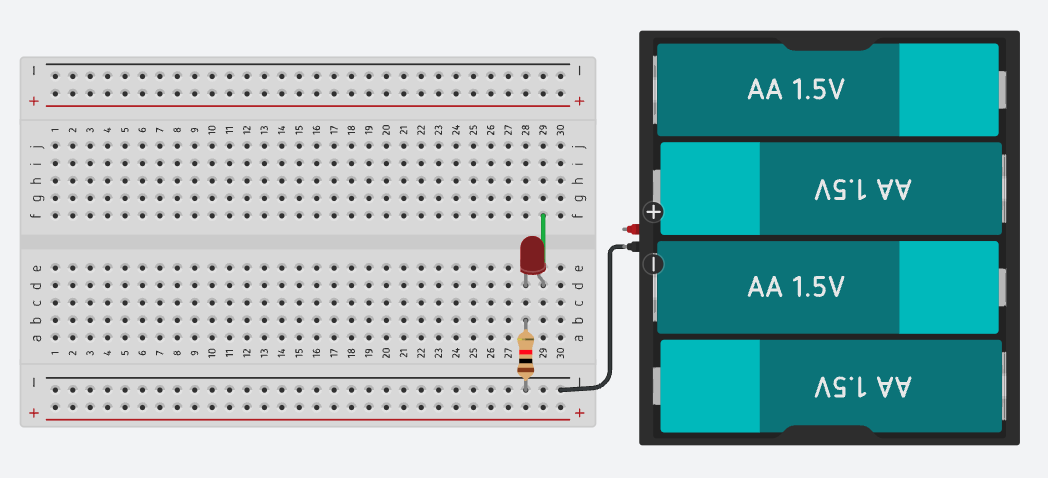 − −
+ +
1 2 3 4 5 6 7 8 9 10 11 12 13 14 15 16 17 18 19 20 21 22 23 24 25 26 27 28 29 30
j j
i i
h h
g g
f f
e e
d d
c c
b b
a a
1 2 3 4 5 6 7 8 9 10 11 12 13 14 15 16 17 18 19 20 21 22 23 24 25 26 27 28 29 30
− −
+ +
AA 1.5V
AA 1.5V
+
AA 1.5V
−
AA 1.5V